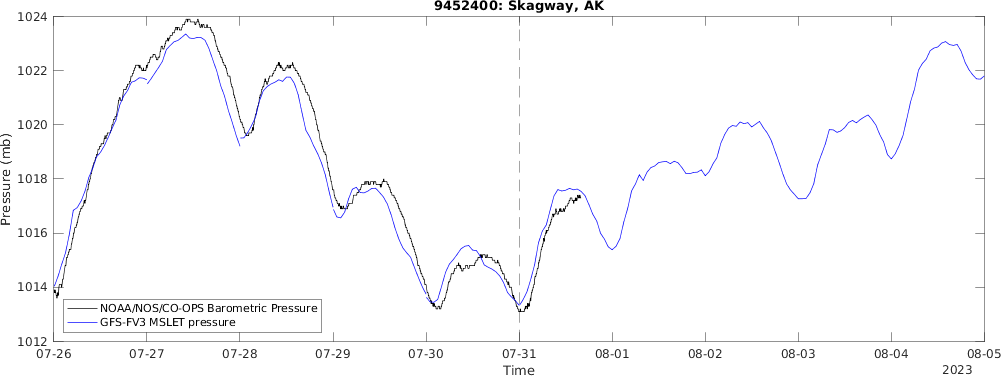 9452400: Skagway, AK
1024
1022
1020
1018
1016
1014
1012
Pressure (mb)
NOAA/NOS/CO-OPS Barometric Pressure
GFS-FV3 MSLET pressure
07-26 07-27 07-28 07-29 07-30 07-31 08-01 08-02 08-03 08-04 08-05
Time
2023